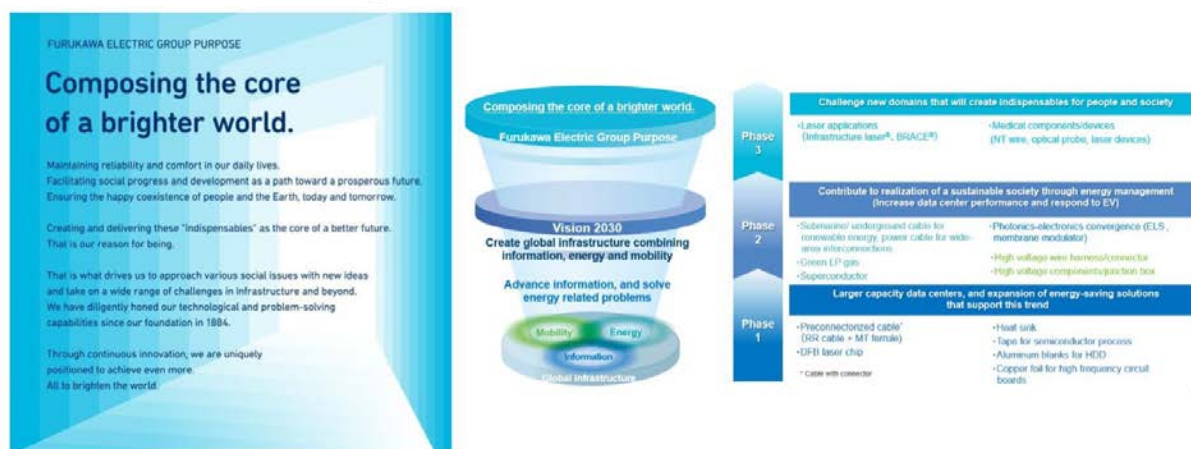 FURUKAWA ELECTRIC GROUP PURPOSE
Composing the core
of a brighter world.
Maintaining reliability and comfort in our daily lives.
Facilitating social progress and development as a path toward a prosperous future.
Ensuring the happy coexistence of people and the Earth, today and tomorrow.
Creating and delivering these "indispensables" as the core of a better future.
That is our reason for being.
That is what drives us to approach various social issues with new ideas
and take on a wide range of challenges in infrastructure and beyond.
We have diligently honed our technological and problem-solving
capabilities since our foundation in 1884.
Through continuous innovation, we are uniquely
positioned to achieve even more.
All to brighten the world.
Composing the core of a brighter world.
Furukawa Electric Group Purpose
Vision 2030
Create global infrastructure combining
information, energy and mobility
Advance information, and solve
energy related problems
Mobility
Energy
Information
Global infrastructure
Phase
3
Challenge new domains that will create indispensables for people and society
・Laser applications
(Infrastructure laser®, BRACE®)
・Medical components/devices
(NT wire, optical probe, laser devices)
Phase
2
Contribute to realization of a sustainable society through energy management
(Increase data center performance and respond to EV)
・Submarine/ underground cable for
renewable energy, power cable for wide-
area interconnections
・Green LP gas
・Superconductor
・Photonics-electronics convergence (ELS ,
membrane modulator)
・High voltage wire harness/connector
・High voltage components/junction box
Phase
1
Larger capacity data centers, and expansion of energy-saving solutions
that support this trend
・Preconnectorized cable*
(RR cable + MT ferrule)
・DFB laser chip
* Cable with connector
・Heat sink
・Tape for semiconductor process
・Aluminum blanks for HDD
・Copper foil for high frequency circuit
boards